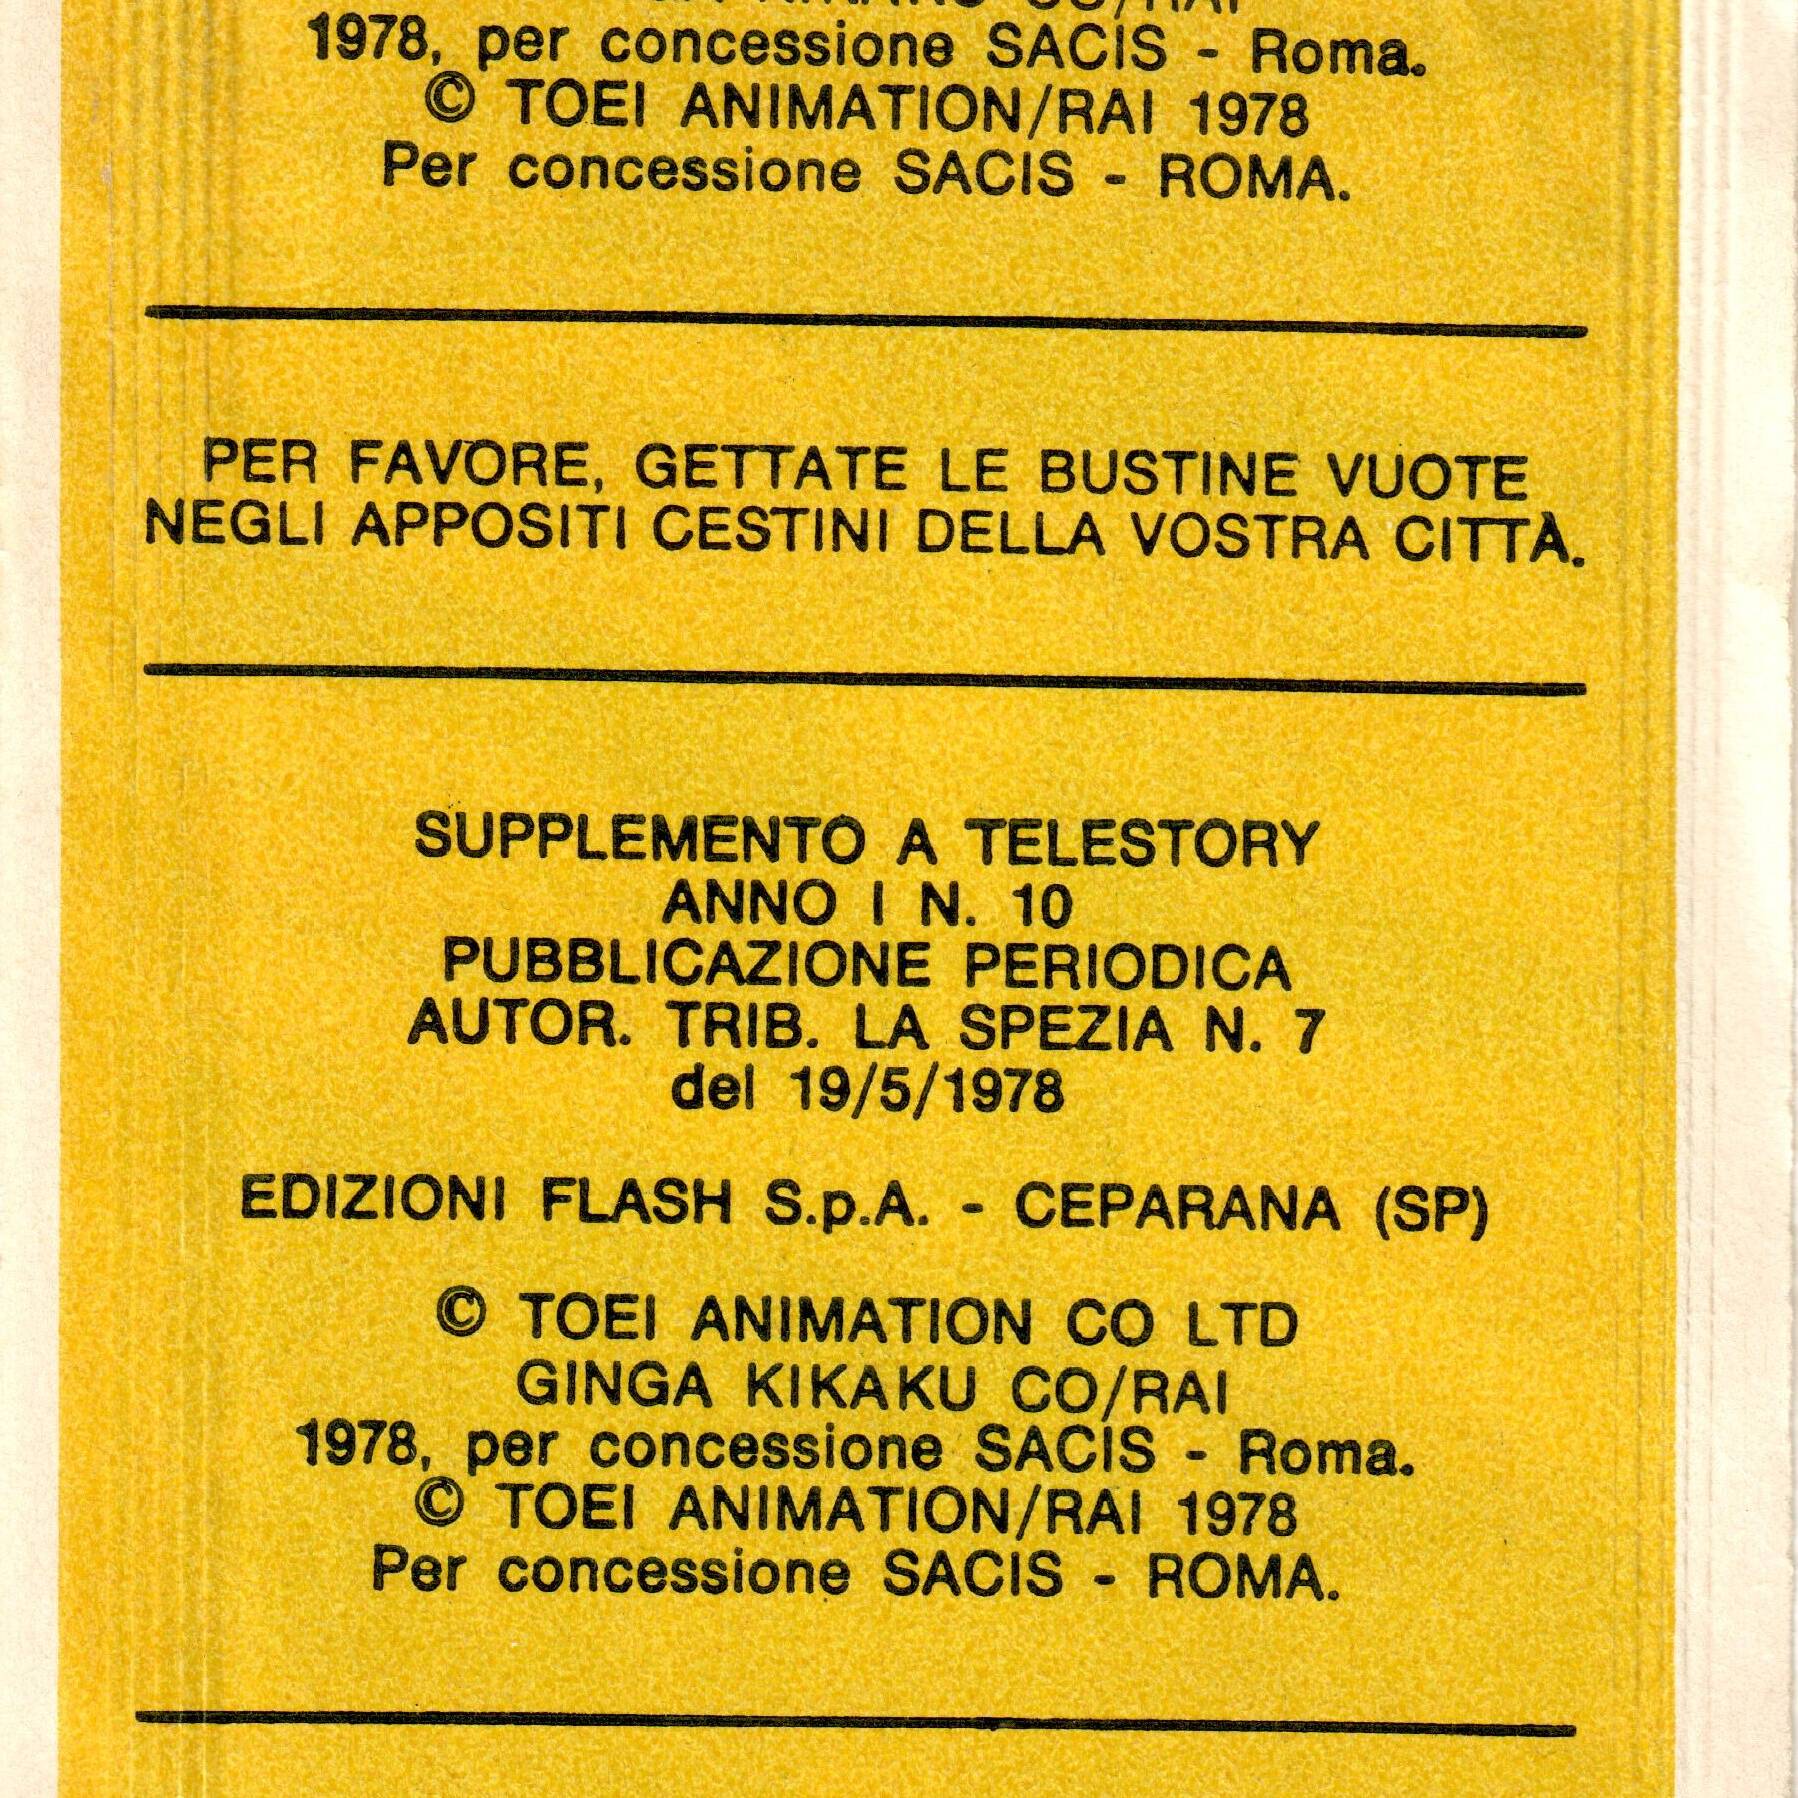 KIKAKU CO/RAI
1978, per concessione SACIS - Roma.
© TOEI ANIMATION/RAI 1978
Per concessione SACIS - ROMA.
PER FAVORE, GETTATE LE BUSTINE VUOTE
NEGLI APPOSITI CESTINI DELLA VOSTRA CITTÀ.
SUPPLEMENTO A TELESTORY
ANNO I N. 10
PUBBLICAZIONE PERIODICA
AUTOR. TRIB. LA SPEZIA N. 7
del 19/5/1978
EDIZIONI FLASH S.p.A. - CEPARANA (SP)
© TOEI ANIMATION CO LTD
GINGA KIKAKU CO/RAI
1978, per concessione SACIS - Roma.
© TOEI ANIMATION/RAI 1978
Per concessione SACIS - ROMA.